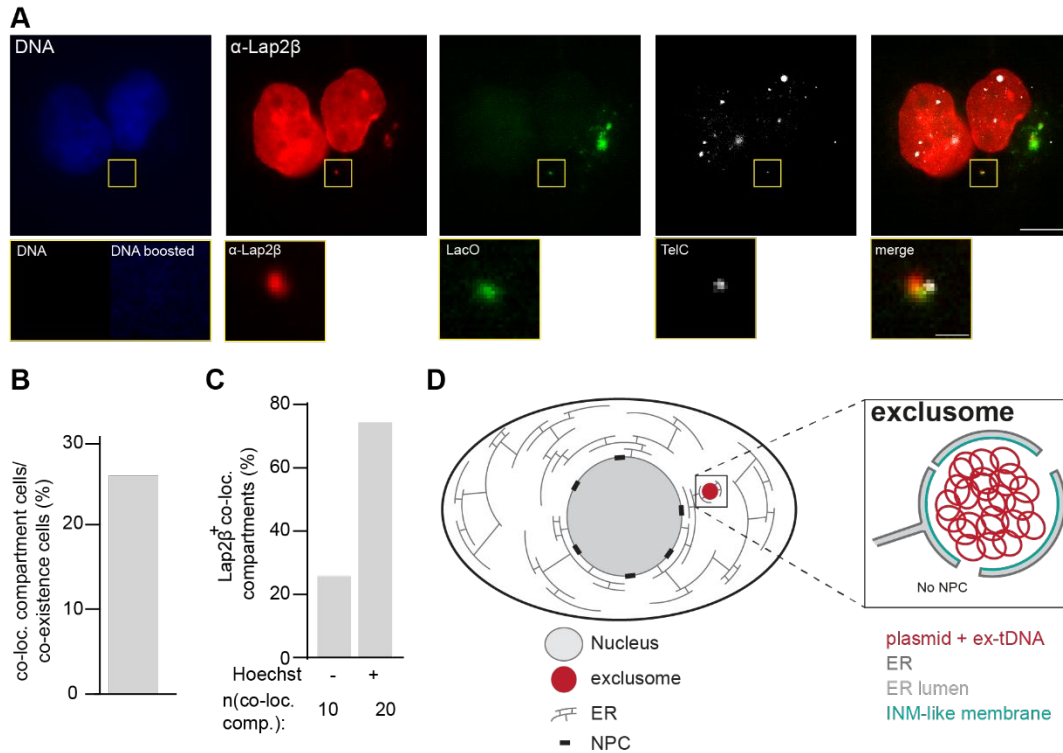 A
DNA
α-Lap2β
DNA
DNA boosted
α-Lap2β
LacO
TelC
merge
B
co-loc. compartment cells/
co-existence cells (%)
30
20
10
0
C
Lap2β+ co-loc.
compartments (%)
80
60
40
20
0
Hoechst - +
n(co-loc.
comp.): 10 20
D
Nucleus
exclusome
ER
NPC
exclusome
No NPC
plasmid + ex-tDNA
ER
ER lumen
INM-like membrane